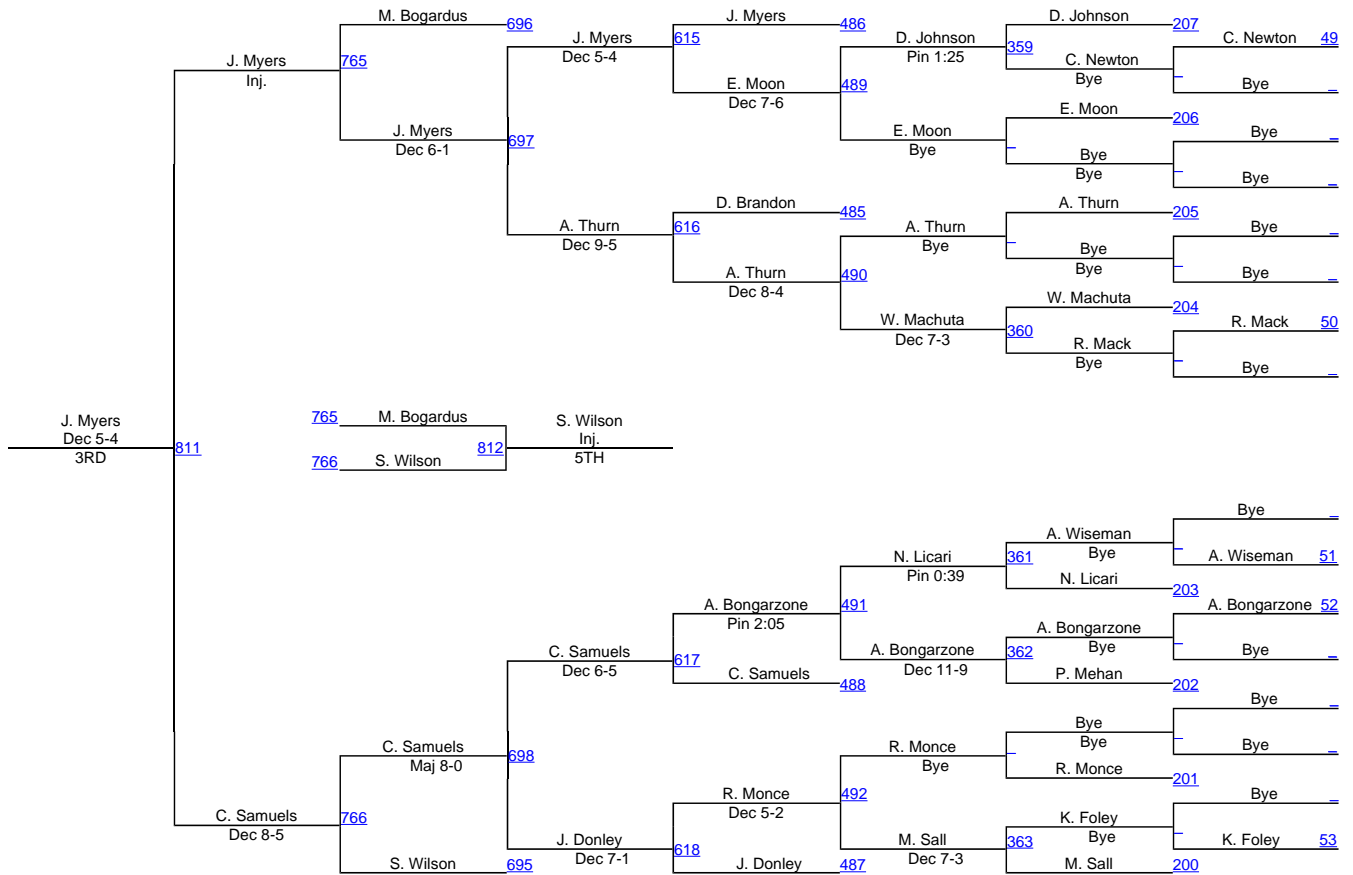 M. Bogardus 696
J. Myers 486
D. Johnson 207
J. Myers 615
Dec 5-4
D. Johnson 359
Pin 1:25
C. Newton 49
J. Myers 765
Inj.
C. Newton
Bye
_
E. Moon 489
Dec 7-6
Bye _
E. Moon 206
J. Myers 697
Dec 6-1
E. Moon
Bye
_
Bye _
Bye
Bye
_
Bye _
D. Brandon 485
A. Thurn 205
A. Thurn 616
Dec 9-5
A. Thurn
Bye
_
Bye _
Bye
Bye
_
A. Thurn 490
Dec 8-4
Bye _
W. Machuta 204
W. Machuta 360
Dec 7-3
R. Mack 50
R. Mack
Bye
_
Bye _
J. Myers
Dec 5-4
3RD
811
765 M. Bogardus
766 S. Wilson
812
S. Wilson
Inj.
5TH
Bye _
A. Wiseman
Bye
_
N. Licari 361
Pin 0:39
A. Wiseman 51
N. Licari 203
A. Bongarzone 491
Pin 2:05
A. Bongarzone 52
A. Bongarzone
Bye
_
C. Samuels 617
Dec 6-5
A. Bongarzone 362
Dec 11-9
Bye _
C. Samuels 488
P. Mehan 202
Bye _
Bye
Bye
_
C. Samuels 698
Maj 8-0
R. Monce
Bye
_
Bye _
R. Monce 201
R. Monce 492
Dec 5-2
Bye _
C. Samuels 766
Dec 8-5
K. Foley
Bye
_
J. Donley 618
Dec 7-1
M. Sall 363
Dec 7-3
K. Foley 53
S. Wilson 695
J. Donley 487
M. Sall 200